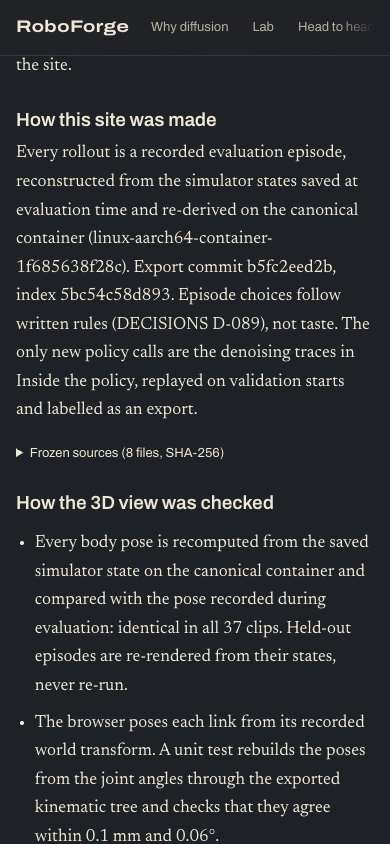 RoboForge Why diffusion Lab Head to head
the site.
How this site was made
Every rollout is a recorded evaluation episode,
reconstructed from the simulator states saved at
evaluation time and re-derived on the canonical
container (linux-aarch64-container-
1f685638f28c). Export commit b5fc2eed2b,
index 5bc54c58d893. Episode choices follow
written rules (DECISIONS D-089), not taste. The
only new policy calls are the denoising traces in
Inside the policy, replayed on validation starts
and labelled as an export.
Frozen sources (8 files, SHA-256)
How the 3D view was checked
• Every body pose is recomputed from the saved
simulator state on the canonical container and
compared with the pose recorded during
evaluation: identical in all 37 clips. Held-out
episodes are re-rendered from their states,
never re-run.
• The browser poses each link from its recorded
world transform. A unit test rebuilds the poses
from the joint angles through the exported
kinematic tree and checks that they agree
within 0.1 mm and 0.06°.